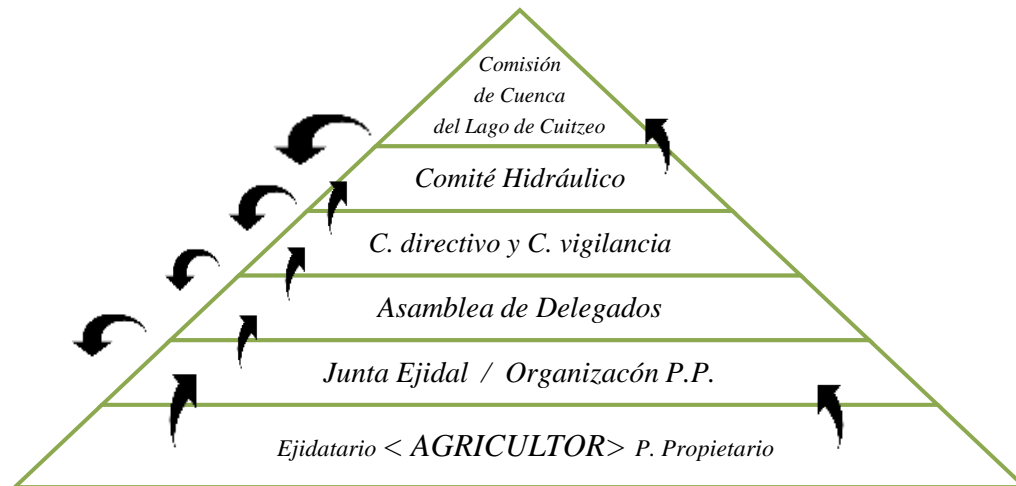 Comisión
de Cuenca
del Lago de Cuitzeo
Comité Hidráulico
C. directivo y C. vigilancia
Asamblea de Delegados
Junta Ejidal / Organizacón P.P.
Ejidatario < AGRICULTOR> P. Propietario